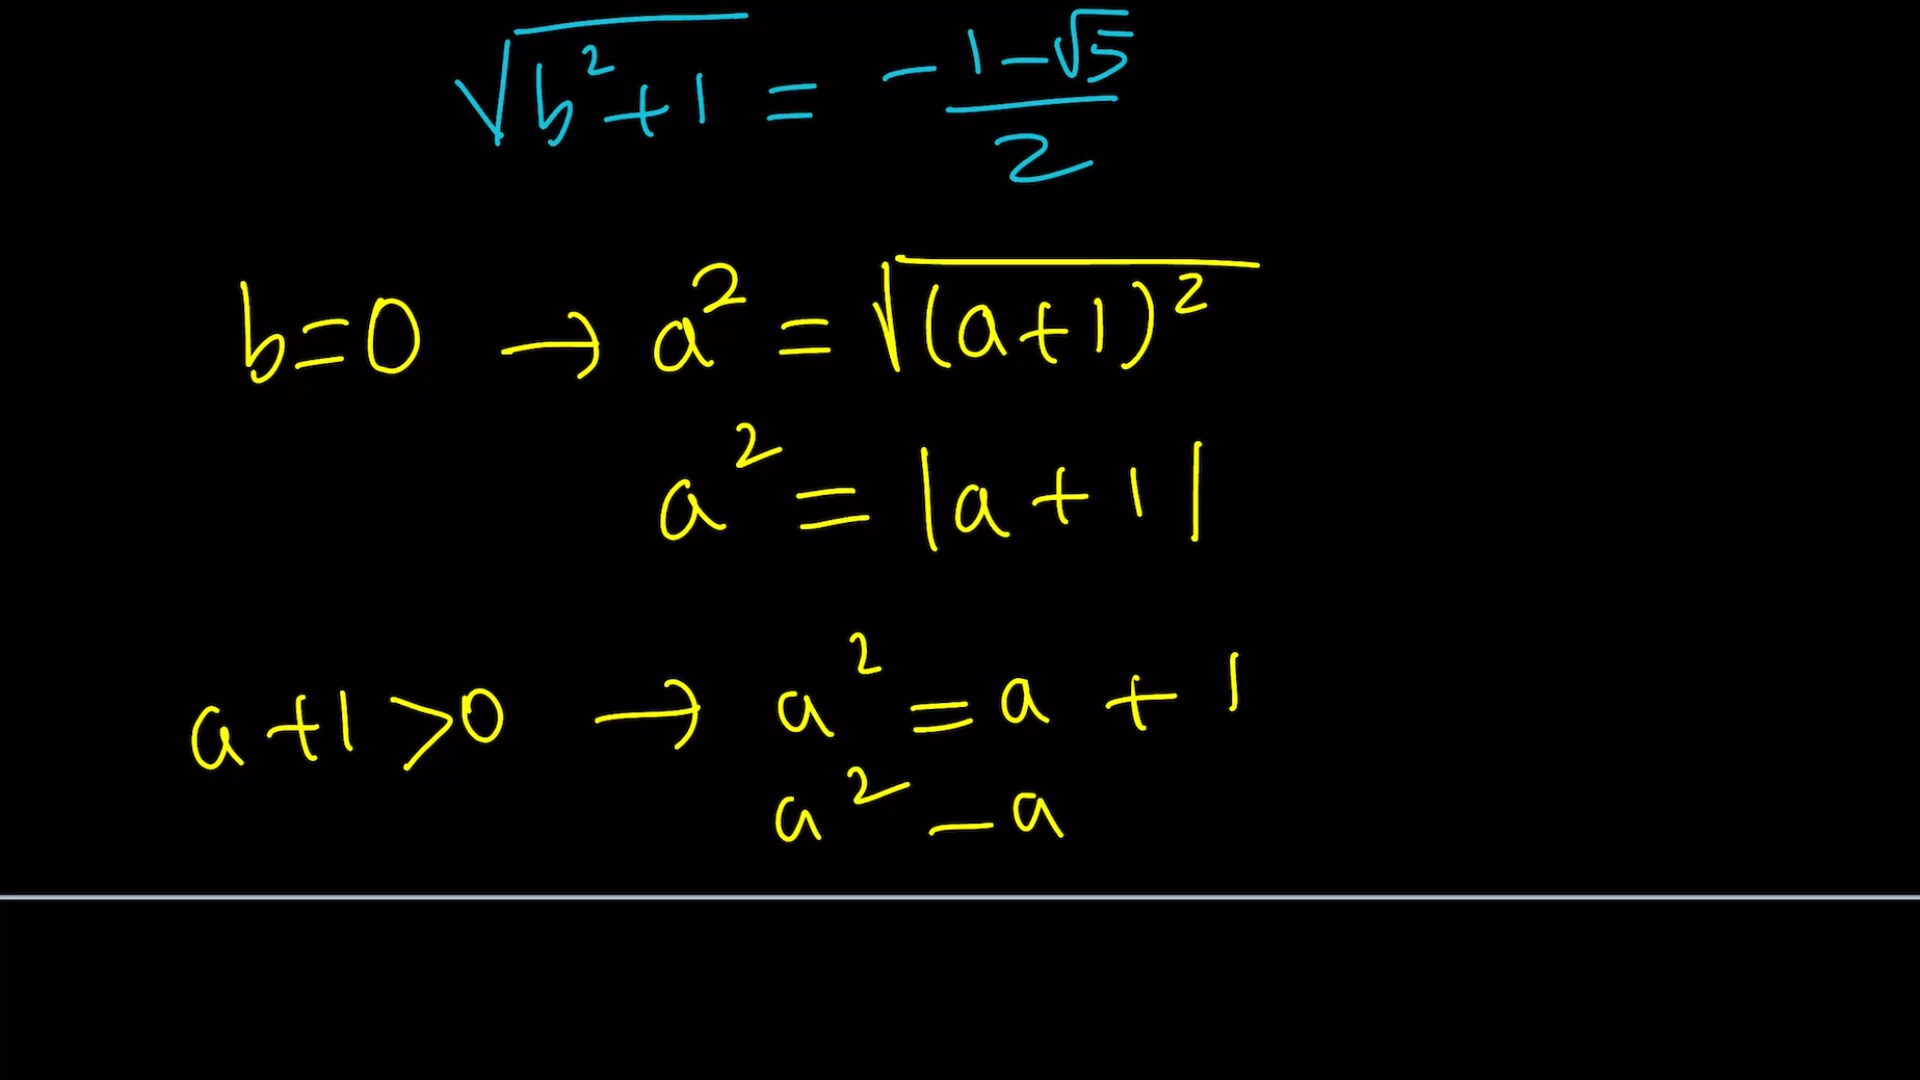 √(b²+1) = (-1-√5)/2
b=0 → a² = √((a+1)²)
a² = |a+1|
a+1>0 → a² = a + 1
a² - a